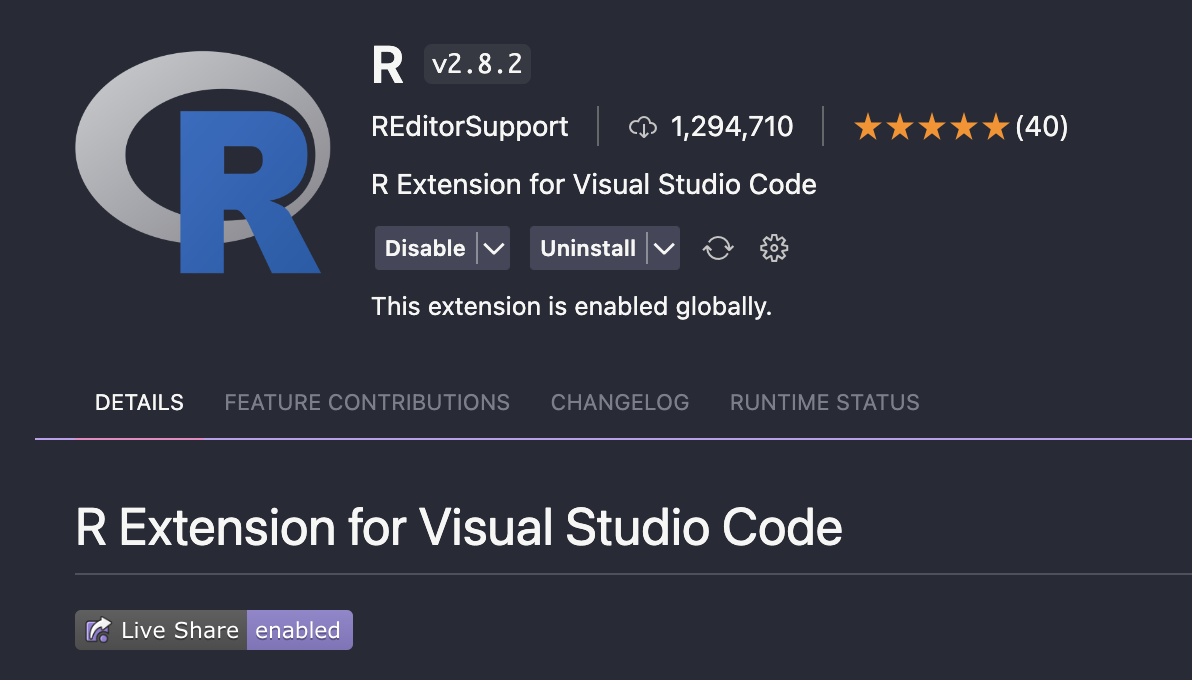 R v2.8.2
REditorSupport 1,294,710 (40)
R Extension for Visual Studio Code
Disable Uninstall
This extension is enabled globally.
DETAILS FEATURE CONTRIBUTIONS CHANGELOG RUNTIME STATUS
R Extension for Visual Studio Code
Live Share enabled